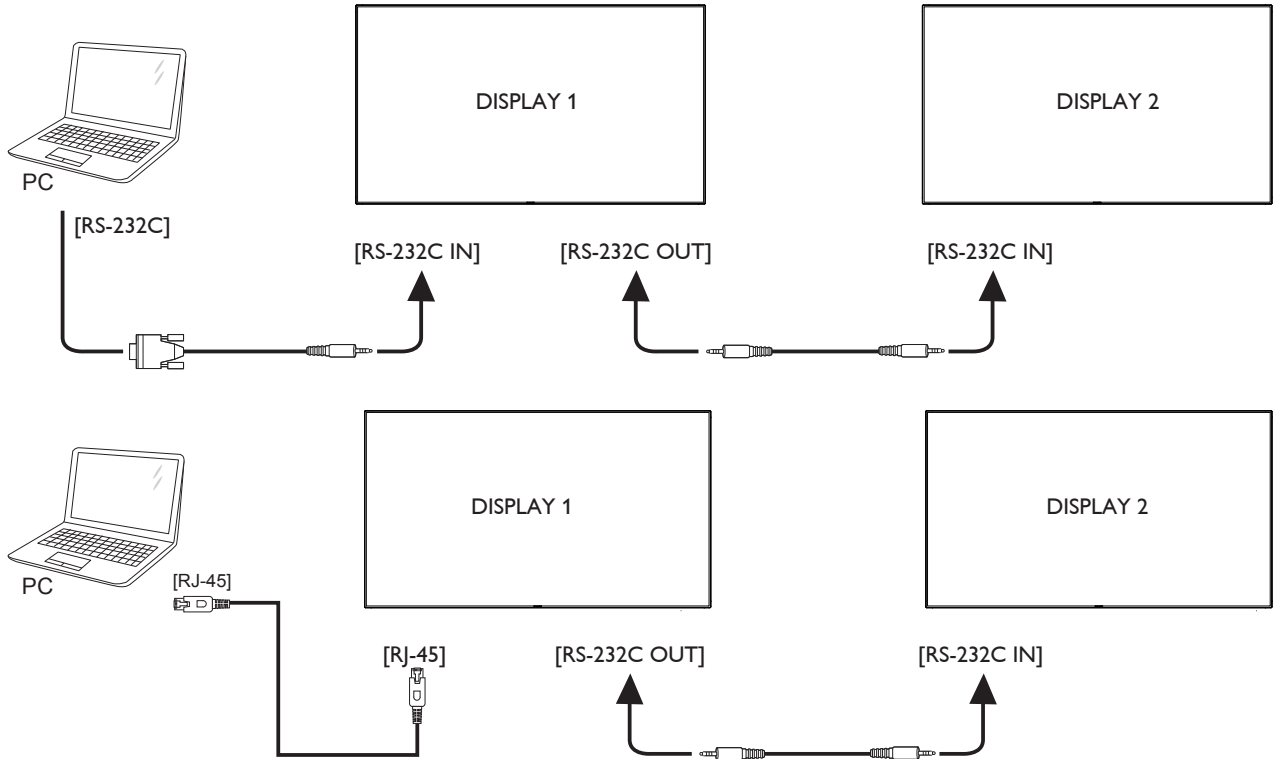 DISPLAY 1
DISPLAY 2
PC
[RS-232C]
[RS-232C IN]
[RS-232C OUT]
[RS-232C IN]
DISPLAY 1
DISPLAY 2
PC
[RJ-45]
[RJ-45]
[RS-232C OUT]
[RS-232C IN]